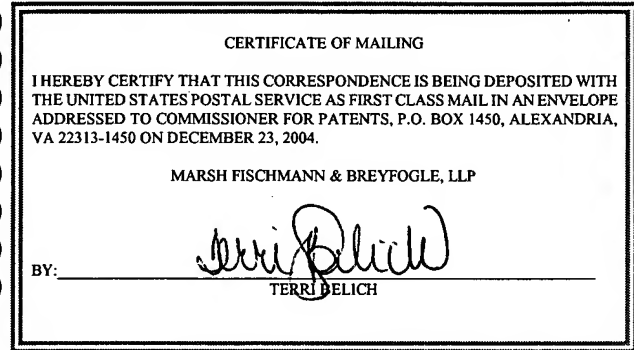 CERTIFICATE OF MAILING
I HEREBY CERTIFY THAT THIS CORRESPONDENCE IS BEING DEPOSITED WITH
THE UNITED STATES POSTAL SERVICE AS FIRST CLASS MAIL IN AN ENVELOPE
ADDRESSED TO COMMISSIONER FOR PATENTS, P.O. BOX 1450, ALEXANDRIA,
VA 22313-1450 ON DECEMBER 23, 2004.
MARSH FISCHMANN & BREYFOGLE, LLP
Terri Belich
BY:
TERRI BELICH